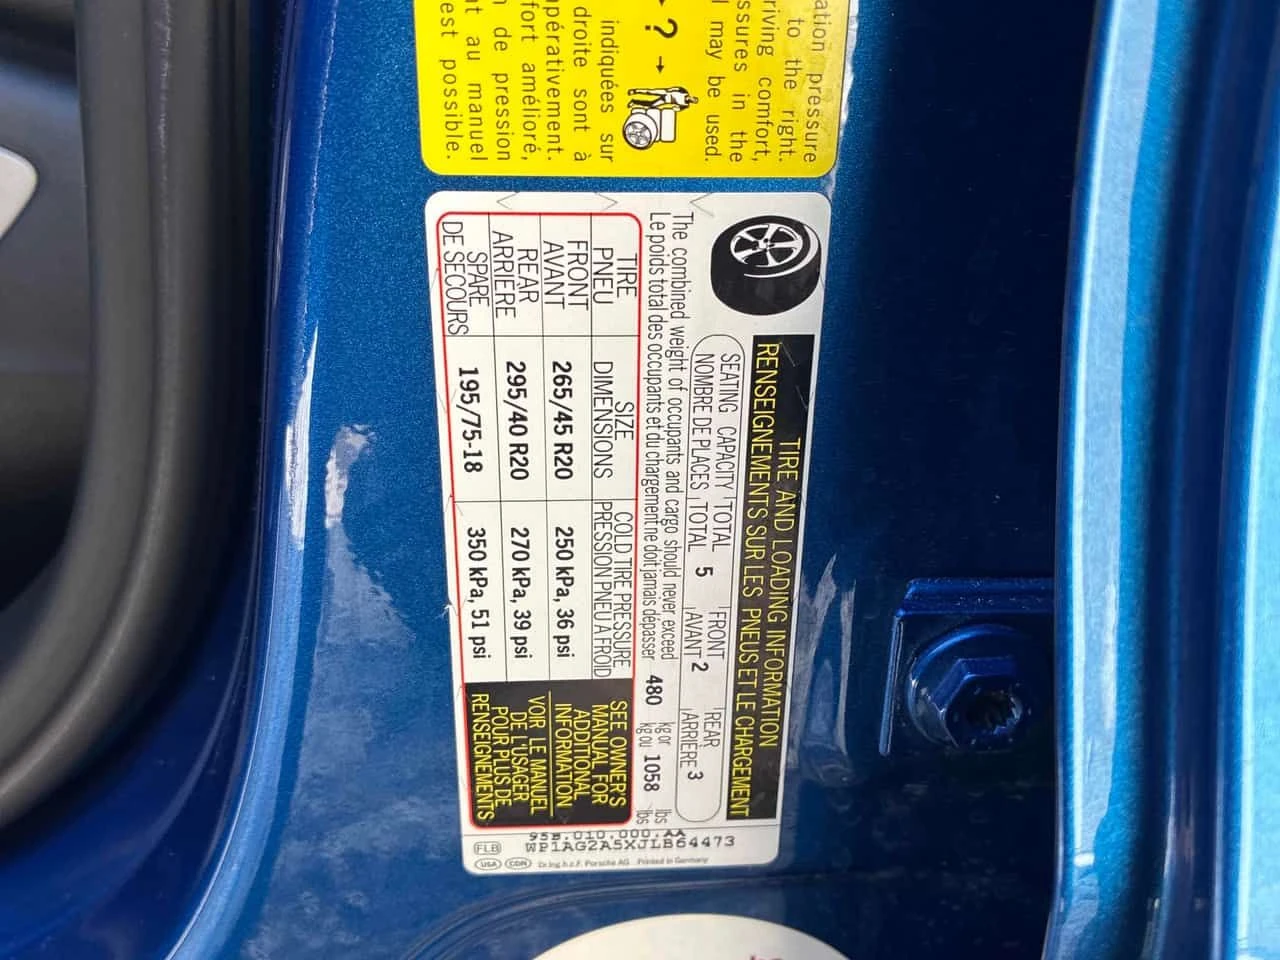 ation pressure
to the right.
riving comfort,
ssures in the
l may be used.
?
indiquées sur
droite sont à
pérativement.
fort amélioré,
n de pression
t au manuel
est possible.
TIRE AND LOADING INFORMATION
RENSEIGNEMENTS SUR LES PNEUS ET LE CHARGEMENT
SEATING CAPACITY TOTAL 5 FRONT 2 REAR 3
NOMBRE DE PLACES TOTAL AVANT ARRIÈRE
The combined weight of occupants and cargo should never exceed 480 kg or 1058 lbs
Le poids total des occupants et du chargement ne doit jamais dépasser kg ou lbs
TIRE SIZE COLD TIRE PRESSURE
PNEU DIMENSIONS PRESSION PNEU A FROID
FRONT 265/45 R20 250 kPa, 36 psi
AVANT
REAR 295/40 R20 270 kPa, 39 psi
ARRIÈRE
SPARE 195/75-18 350 kPa, 51 psi
DE SECOURS
SEE OWNER'S
MANUAL FOR
ADDITIONAL
INFORMATION
VOIR LE MANUEL
DE L'USAGER
POUR PLUS DE
RENSEIGNEMENTS
95B.010.000.AA
WP1AG2A5XJLB64473
FLB
USA CDN Dr.Ing.h.c.F. Porsche AG Printed in Germany